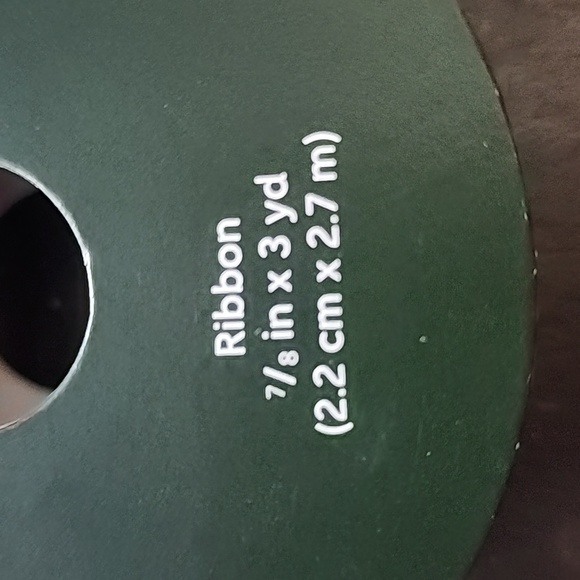 Ribbon
7/8 in x 3 yd
(2.2 cm x 2.7 m)